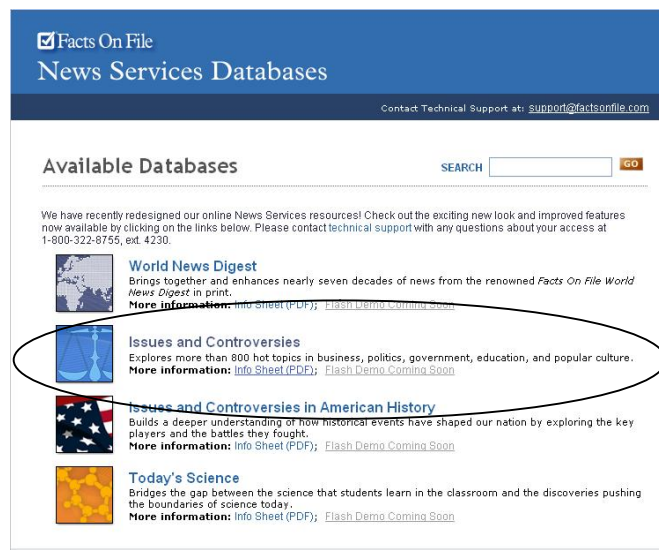 Facts On File
News Services Databases
Contact Technical Support at: support@factsonfile.com
Available Databases
SEARCH
GO
We have recently redesigned our online News Services resources! Check out the exciting new look and improved features
now available by clicking on the links below. Please contact technical support with any questions about your access at
1-800-322-8755, ext. 4230.
World News Digest
Brings together and enhances nearly seven decades of news from the renowned Facts On File World
News Digest in print.
More information: Info Sheet (PDF); Flash Demo Coming Soon
Issues and Controversies
Explores more than 800 hot topics in business, politics, government, education, and popular culture.
More information: Info Sheet (PDF); Flash Demo Coming Soon
Issues and Controversies in American History
Builds a deeper understanding of how historical events have shaped our nation by exploring the key
players and the battles they fought.
More information: Info Sheet (PDF); Flash Demo Coming Soon
Today's Science
Bridges the gap between the science that students learn in the classroom and the discoveries pushing
the boundaries of science today.
More information: Info Sheet (PDF); Flash Demo Coming Soon